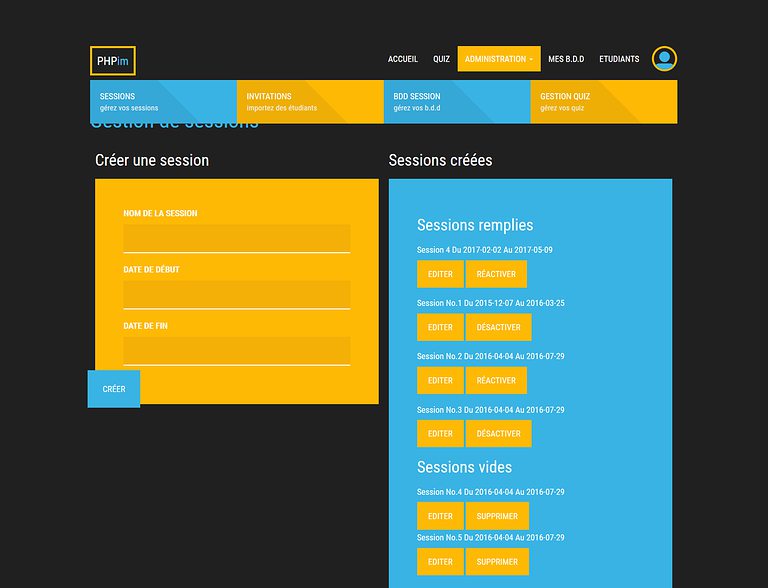 PHPim
ACCUEIL QUIZ ADMINISTRATION MES B.D.D ETUDIANTS
SESSIONS
gérez vos sessions
INVITATIONS
importez des étudiants
BDD SESSION
gérez vos b.d.d
GESTION QUIZ
gérez vos quiz
Gestion de sessions
Créer une session
NOM DE LA SESSION
DATE DE DÉBUT
DATE DE FIN
CRÉER
Sessions créées
Sessions remplies
Session 4 Du 2017-02-02 Au 2017-05-09
EDITER RÉACTIVER
Session No.1 Du 2015-12-07 Au 2016-03-25
EDITER DÉSACTIVER
Session No.2 Du 2016-04-04 Au 2016-07-29
EDITER RÉACTIVER
Session No.3 Du 2016-04-04 Au 2016-07-29
EDITER DÉSACTIVER
Sessions vides
Session No.4 Du 2016-04-04 Au 2016-07-29
EDITER SUPPRIMER
Session No.5 Du 2016-04-04 Au 2016-07-29
EDITER SUPPRIMER